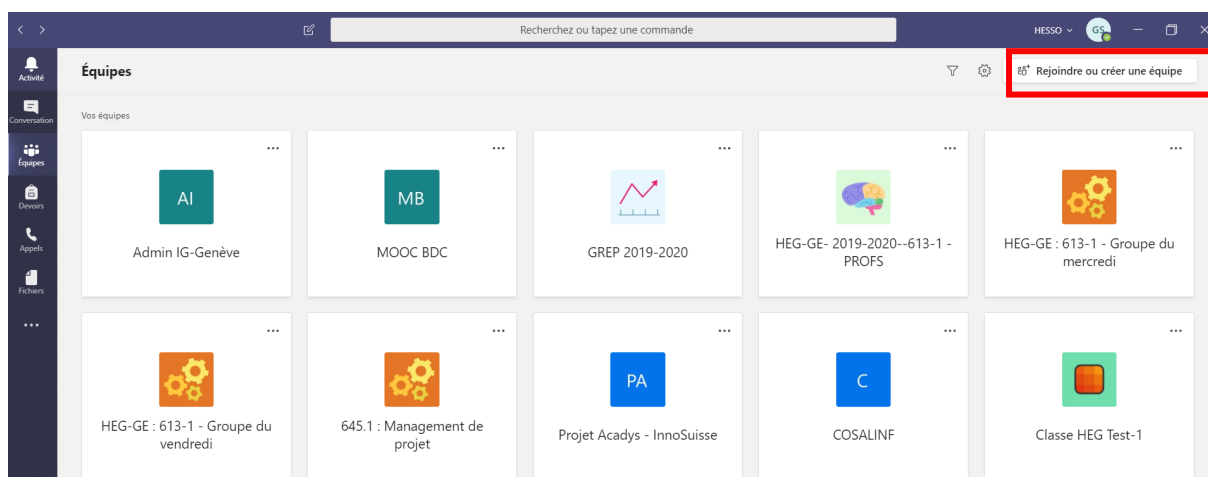 Recherchez ou tapez une commande
HESSO
GS
Activité
Équipes
Rejoindre ou créer une équipe
Conversation
Vos équipes
Équipes
Devoirs
Appels
Fichiers
AI
MB
Admin IG-Genève
MOOC BDC
GREP 2019-2020
HEG-GE- 2019-2020--613-1 -
PROFS
HEG-GE : 613-1 - Groupe du
mercredi
PA
C
HEG-GE : 613-1 - Groupe du
vendredi
645.1 : Management de
projet
Projet Acadys - InnoSuisse
COSALINF
Classe HEG Test-1